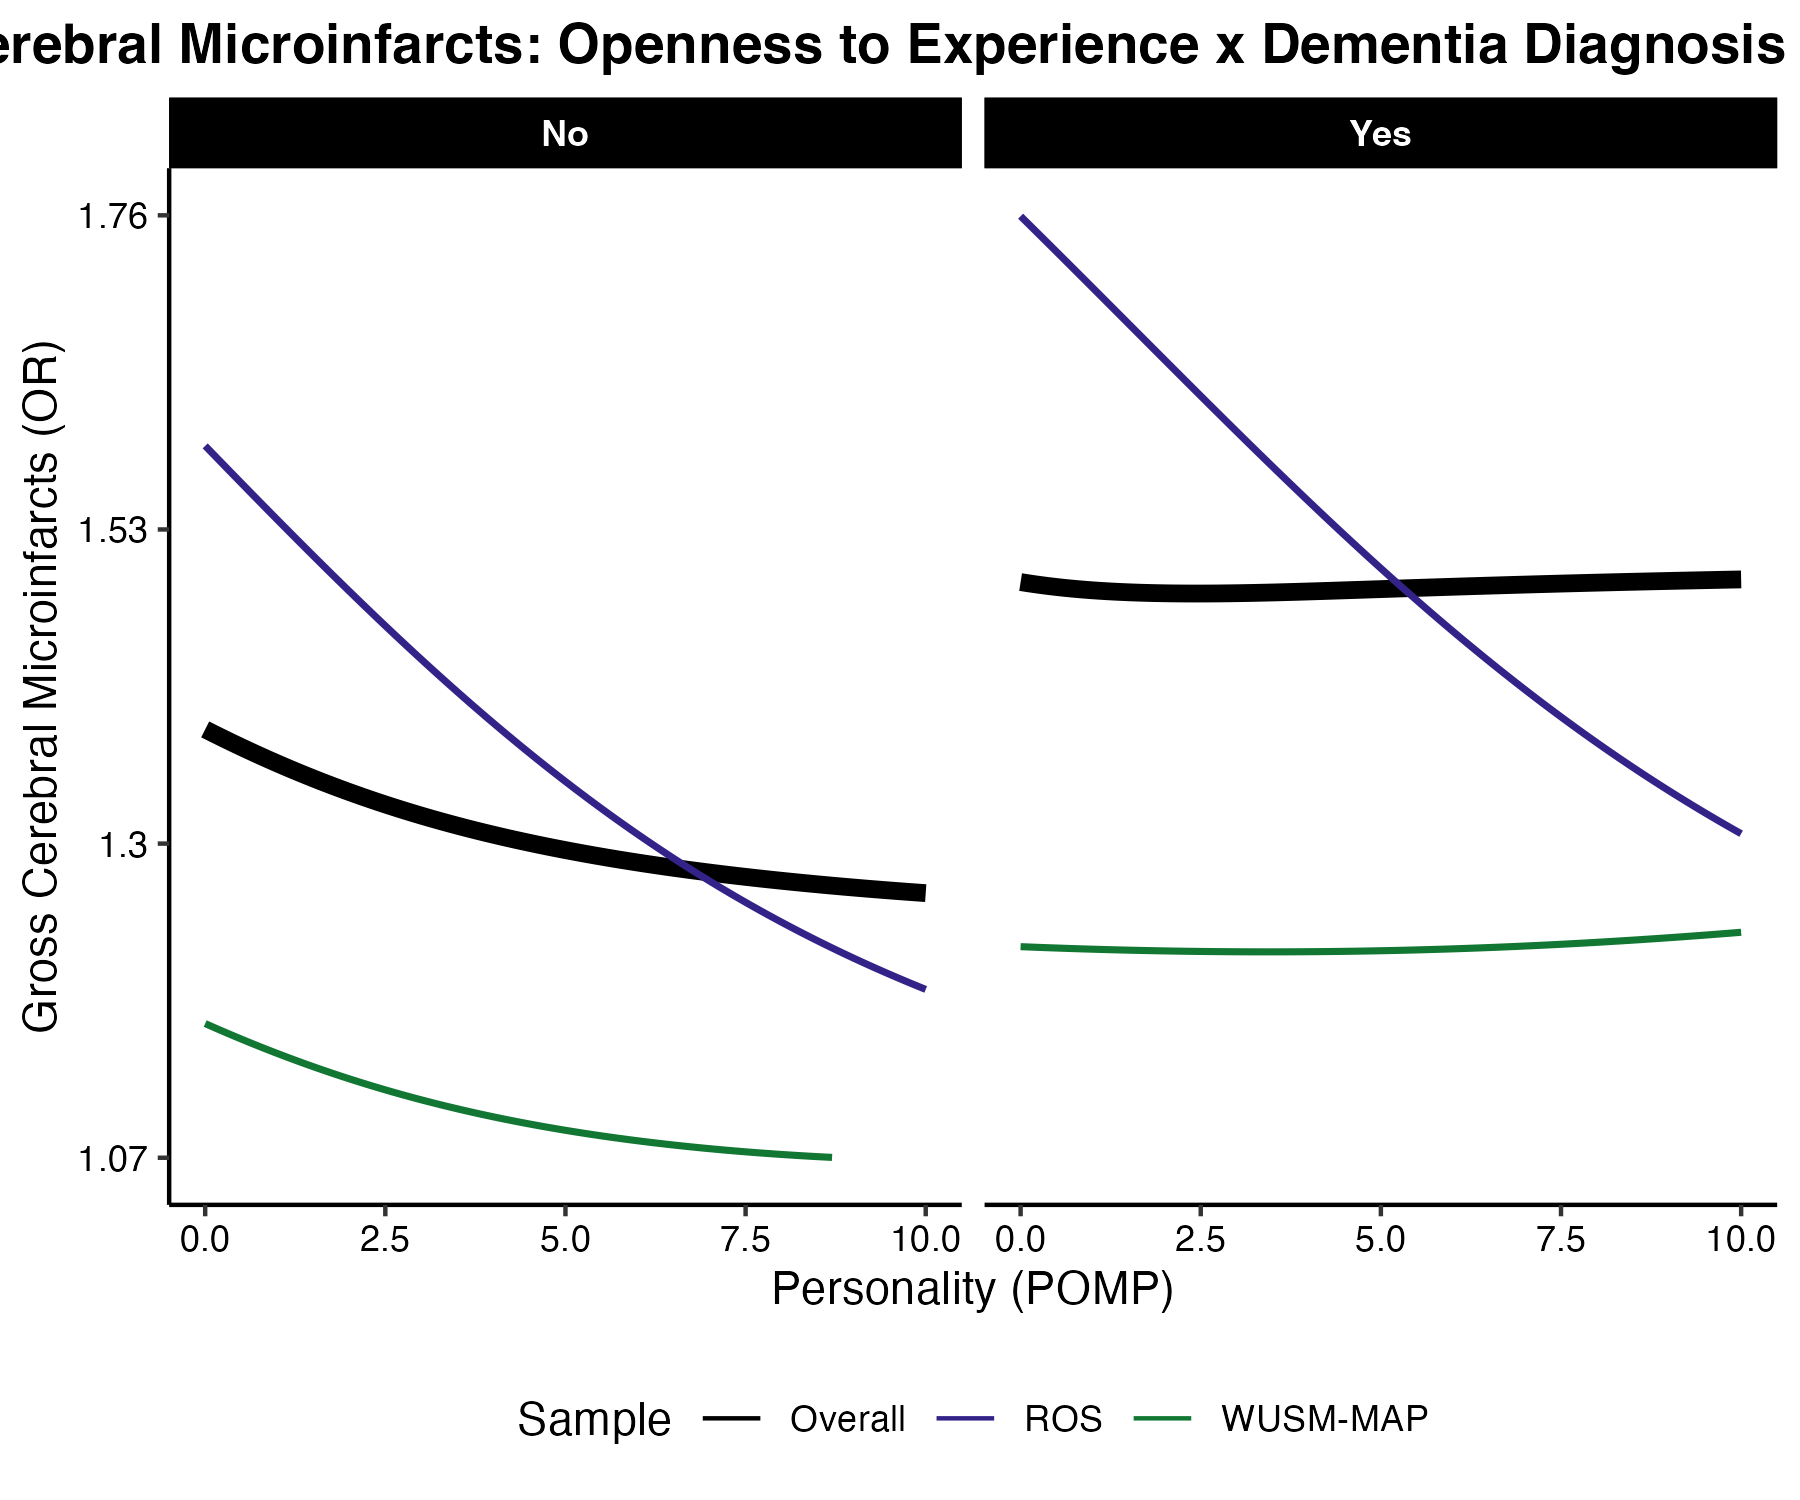 erebral Microinfarcts: Openness to Experience x Dementia Diagnosis
No
Yes
Gross Cerebral Microinfarcts (OR)
1.76
1.53
1.3
1.07
0.0 2.5 5.0 7.5 10.0
0.0 2.5 5.0 7.5 10.0
Personality (POMP)
Sample Overall ROS WUSM-MAP